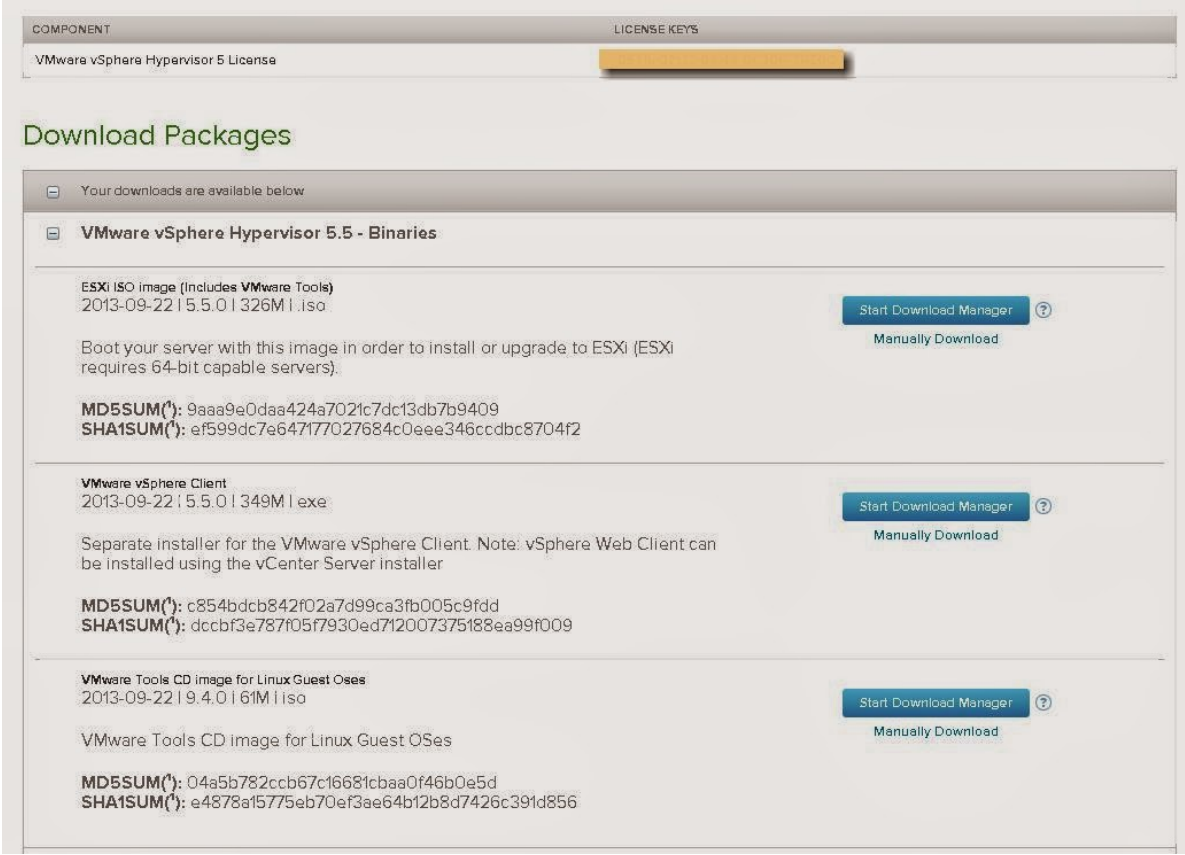 COMPONENT LICENSE KEYS
VMware vSphere Hypervisor 5 License
Download Packages
Your downloads are available below
VMware vSphere Hypervisor 5.5 - Binaries
ESXi ISO image (Includes VMware Tools)
2013-09-22 | 5.5.0 | 326M | .iso
Start Download Manager ?
Manually Download
Boot your server with this image in order to install or upgrade to ESXi (ESXi
requires 64-bit capable servers).
MD5SUM(¹): 9aaa9e0daa424a7021c7dc13db7b9409
SHA1SUM(¹): ef599dc7e647177027684c0eee346ccdbc8704f2
VMware vSphere Client
2013-09-22 | 5.5.0 | 349M | exe
Start Download Manager ?
Manually Download
Separate installer for the VMware vSphere Client. Note: vSphere Web Client can
be installed using the vCenter Server installer
MD5SUM(¹): c854bdcb842f02a7d99ca3fb005c9fdd
SHA1SUM(¹): dccbf3e787f05f7930ed712007375188ea99f009
VMware Tools CD image for Linux Guest Oses
2013-09-22 | 9.4.0 | 61M | iso
Start Download Manager ?
Manually Download
VMware Tools CD image for Linux Guest OSes
MD5SUM(¹): 04a5b782ccb67c16681cbaa0f46b0e5d
SHA1SUM(¹): e4878a15775eb70ef3ae64b12b8d7426c391d856